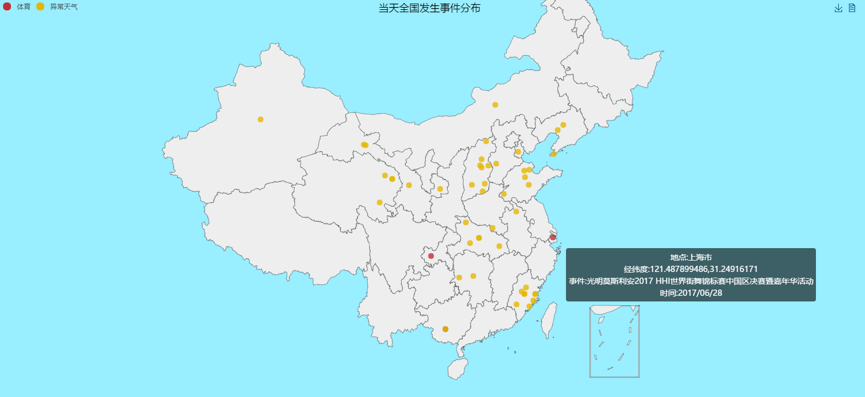 体育 异常天气
当天全国发生事件分布
地点:上海市
经纬度:121.487899486,31.24916171
事件:光明莫斯利安2017 HHI世界街舞锦标赛中国区决赛暨嘉年华活动
时间:2017/06/28